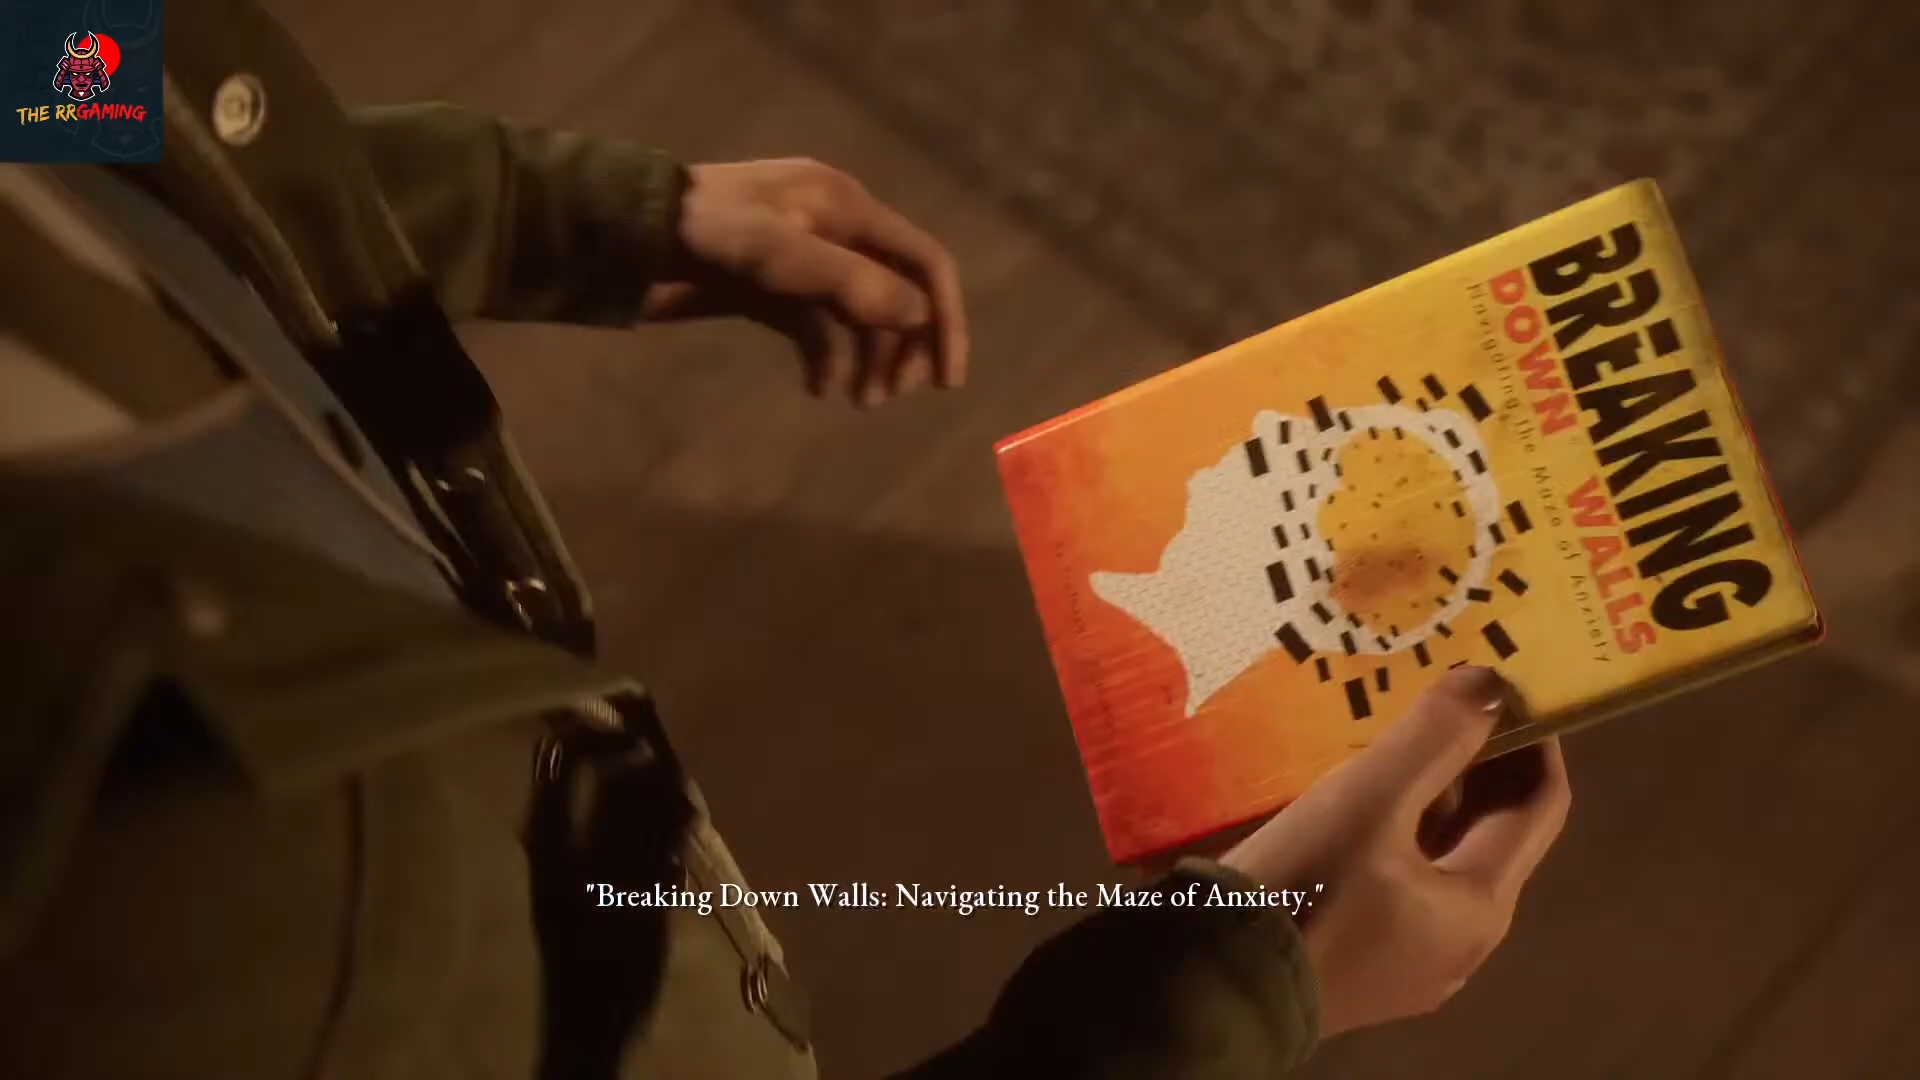 THE RRGAMING
BREAKING
DOWN WALLS
Navigating the Maze of Anxiety
"Breaking Down Walls: Navigating the Maze of Anxiety."